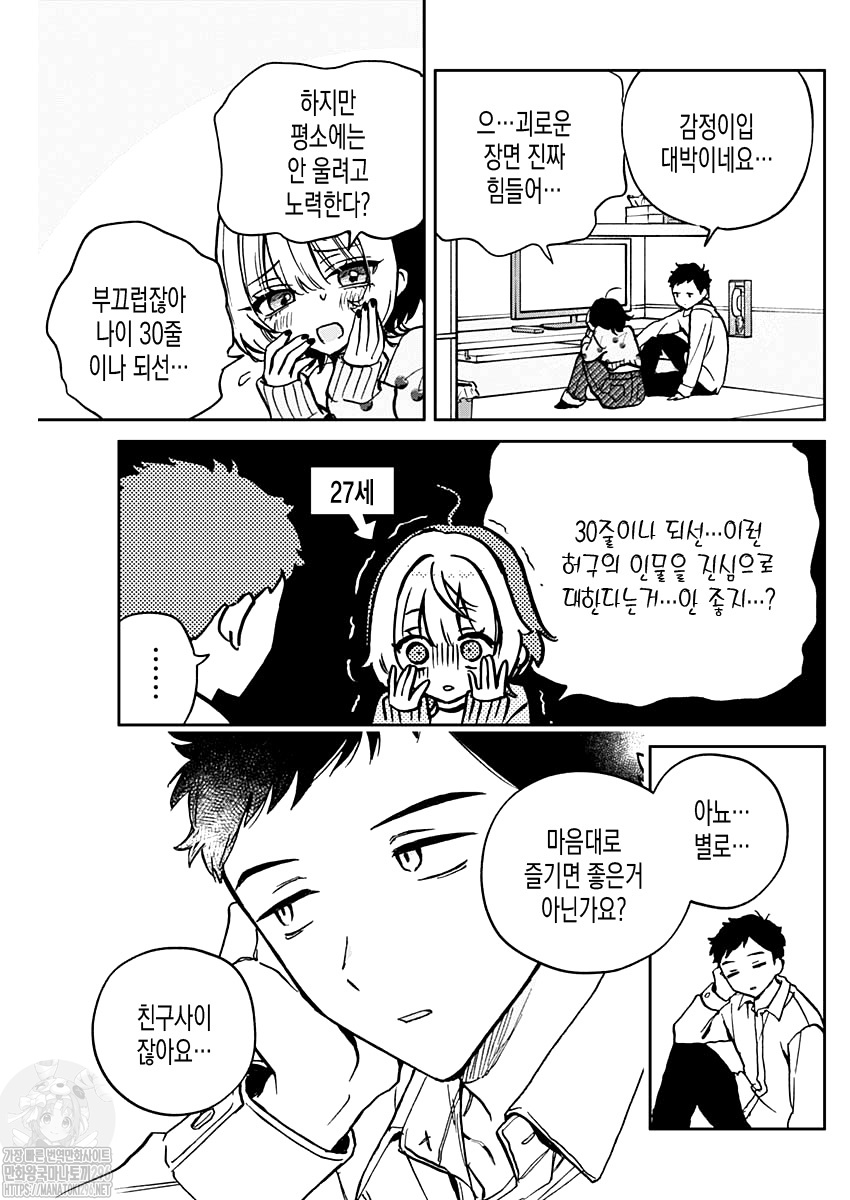 감정이입
대박이네요…
으…괴로운
장면 진짜
힘들어…
하지만
평소에는
안 울려고
노력한다?
부끄럽잖아
나이 30줄
이나 되선…
27세
30줄이나 되선…이런
허구의 인물을 진심으로
대한다는거…안 좋지…?
……
아뇨…
별로…
마음대로
즐기면 좋은거
아닌가요?
친구사이
잖아요…
가장 빠른 번역만화사이트
만화왕국마나토끼296
HTTPS://MANATOKI296.NET